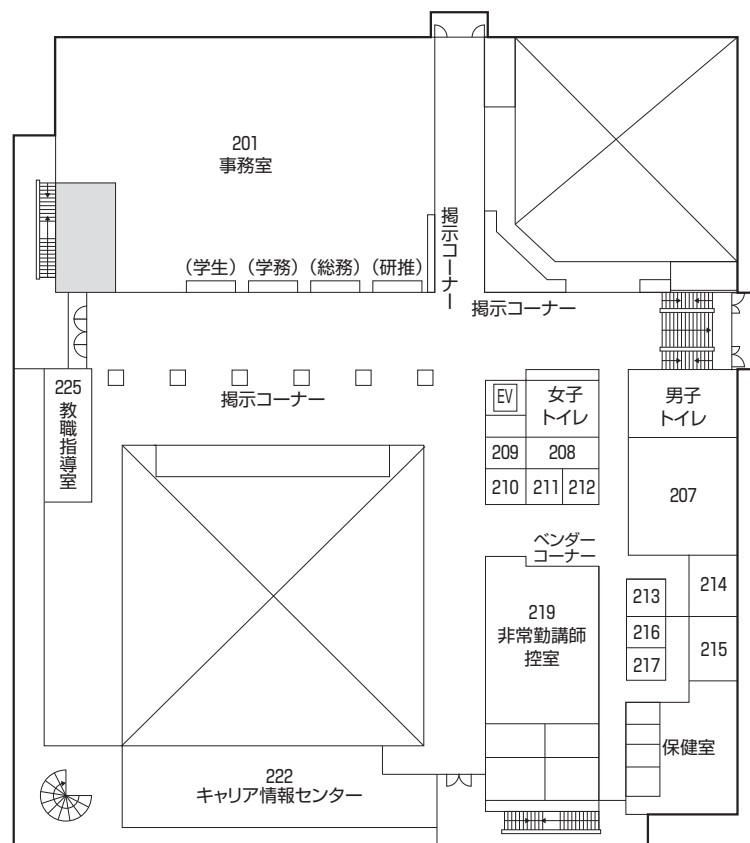 201
事務室
掲示コーナー
(学生)
(学務)
(総務)
(研推)
掲示コーナー
225
教職指導室
掲示コーナー
EV
女子
トイレ
男子
トイレ
209
208
210
211
212
207
ベンダー
コーナー
219
非常勤講師
控室
213
214
216
217
215
保健室
222
キャリア情報センター